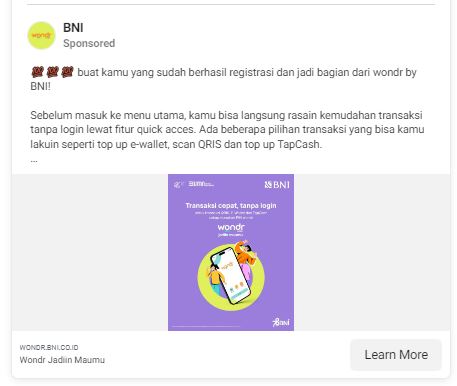 wondr
BNI
Sponsored
💯 💯 💯 buat kamu yang sudah berhasil registrasi dan jadi bagian dari wondr by
BNI!
Sebelum masuk ke menu utama, kamu bisa langsung rasain kemudahan transaksi
tanpa login lewat fitur quick acces. Ada beberapa pilihan transaksi yang bisa kamu
lakuin seperti top up e-wallet, scan QRIS dan top up TapCash.
...
BUMN
BNI
Transaksi cepat, tanpa login
wondr
jadiin maumu
wondr
BNI
WONDR.BNI.CO.ID
Wondr Jadiin Maumu
Learn More